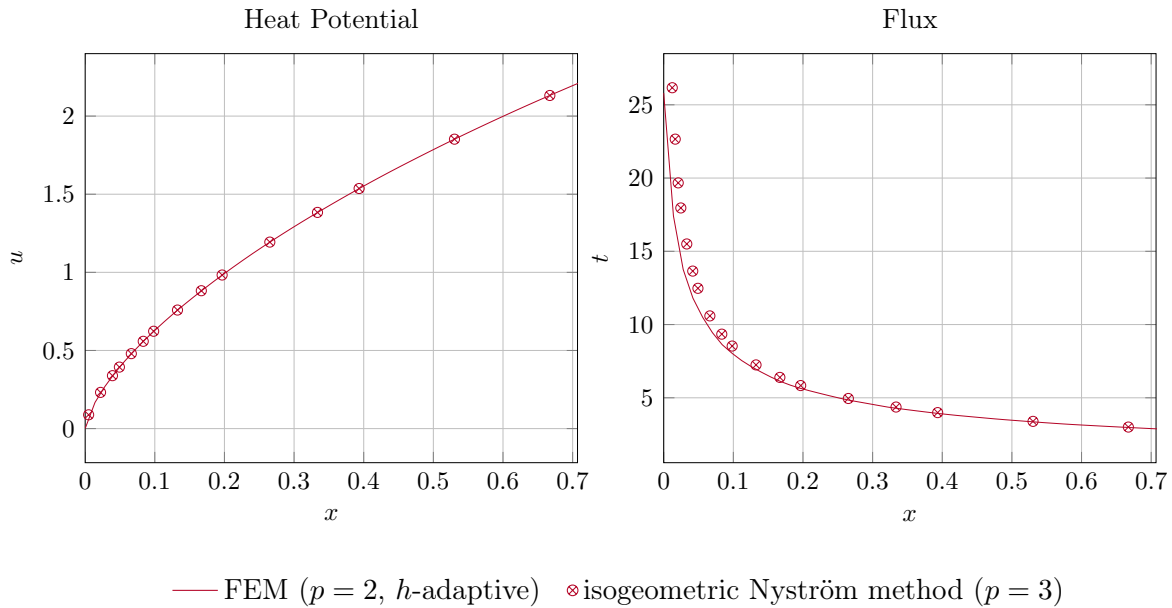 Heat Potential
Flux
2
1.5
1
0.5
0
u
0 0.1 0.2 0.3 0.4 0.5 0.6 0.7
x
25
20
15
10
5
t
0 0.1 0.2 0.3 0.4 0.5 0.6 0.7
x
FEM (p = 2, h-adaptive)
isogeometric Nyström method (p = 3)